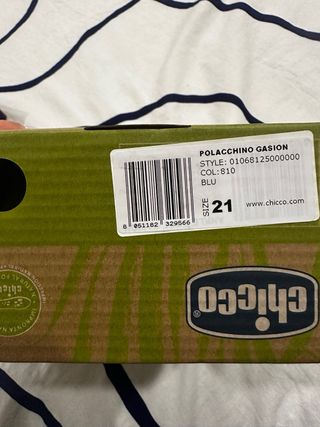 POLACCHINO GASION
STYLE: 01068125000000
COL:810
BLU
SIZE 21
www.chicco.com
8 051182 329566
chicco®